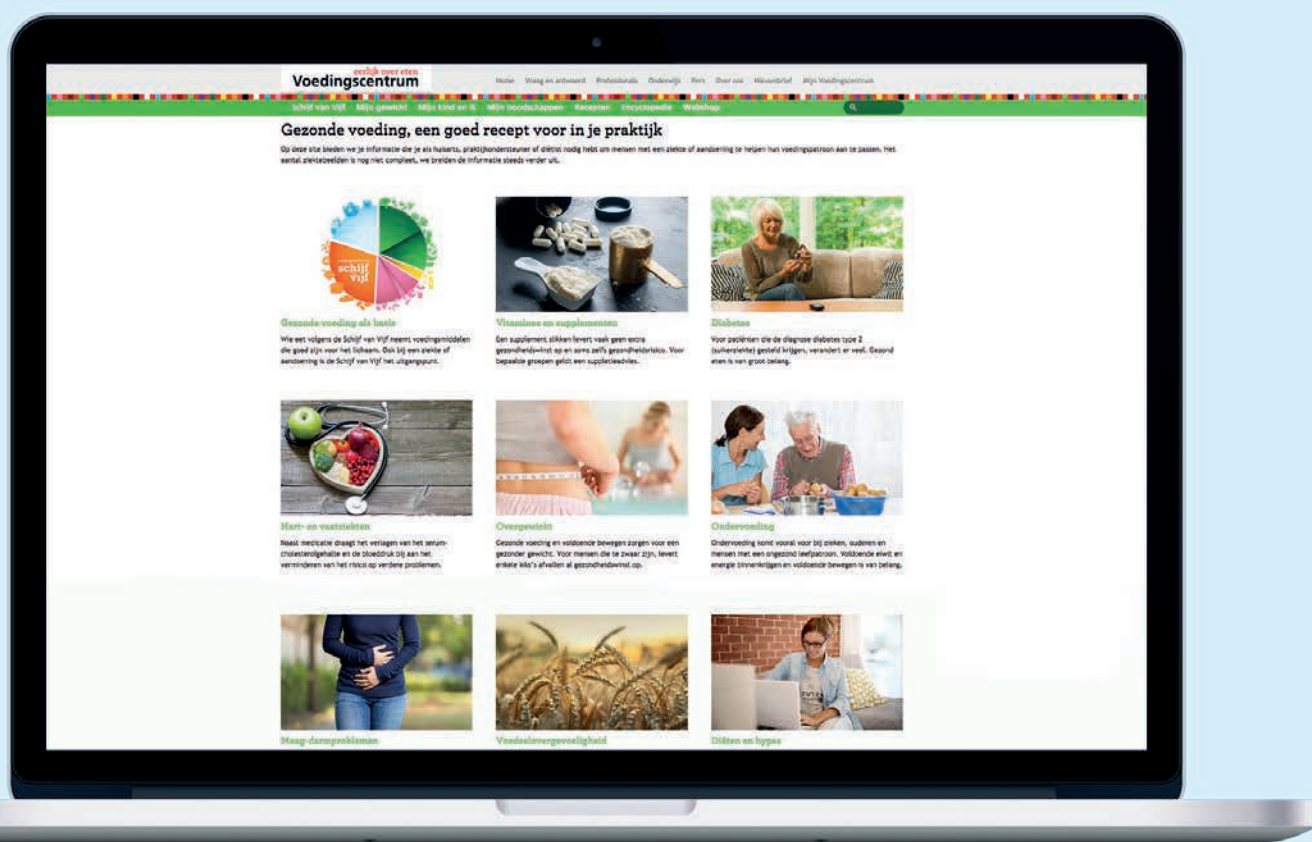 eerlijk over eten
Voedingscentrum
Home Vraag en antwoord Professionals Onderwijs Pers Over ons Nieuwsbrief Mijn Voedingscentrum
Schijf van Vijf Mijn gewicht Mijn kind en ik Mijn boodschappen Recepten Encyclopedie Webshop
Gezonde voeding, een goed recept voor in je praktijk
Op deze site bieden we je informatie die je als huisarts, praktijkondersteuner of diëtist nodig hebt om mensen met een ziekte of aandoening te helpen hun voedingspatroon aan te passen. Het
aantal ziektebeelden is nog niet compleet, we breiden de informatie steeds verder uit.
schijf
vijf
Gezonde voeding als basis
Wie eet volgens de Schijf van Vijf neemt voedingsmiddelen
die goed zijn voor het lichaam. Ook bij een ziekte of
aandoening is de Schijf van Vijf het uitgangspunt.
Vitamines en supplementen
Een supplement slikken levert vaak geen extra
gezondheidswinst op en soms zelfs gezondheidsrisico. Voor
bepaalde groepen geldt een suppletieadvies.
Diabetes
Voor patiënten die de diagnose diabetes type 2
(suikerziekte) gesteld krijgen, verandert er veel. Gezond
eten is van groot belang.
Hart- en vaatziekten
Naast medicatie draagt het verlagen van het serum-
cholesterolgehalte en de bloeddruk bij aan het
verminderen van het risico op verdere problemen.
Overgewicht
Gezonde voeding en voldoende bewegen zorgen voor een
gezonder gewicht. Voor mensen die te zwaar zijn, levert
enkele kilo's afvallen al gezondheidswinst op.
Ondervoeding
Ondervoeding komt vooral voor bij zieken, ouderen en
mensen met een ongezond leefpatroon. Voldoende eiwit en
energie binnenkrijgen en voldoende bewegen is van belang.
Maag-darmproblemen
Voedselovergevoeligheid
Diëten en hypes